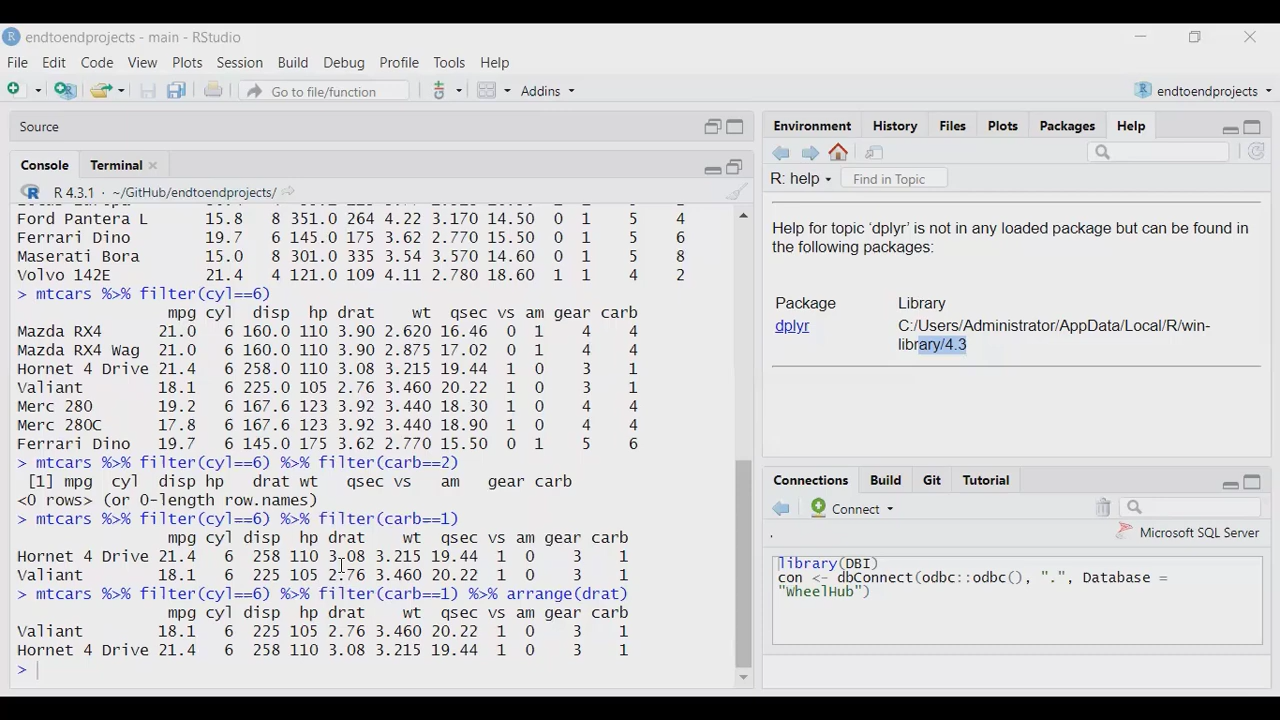 endtoendprojects - main - RStudio
File Edit Code View Plots Session Build Debug Profile Tools Help
Go to file/function Addins endtoendprojects
Source
Console Terminal
R 4.3.1 · ~/GitHub/endtoendprojects/
Ford Pantera L 15.8 8 351.0 264 4.22 3.170 14.50 0 1 5 4
Ferrari Dino 19.7 6 145.0 175 3.62 2.770 15.50 0 1 5 6
Maserati Bora 15.0 8 301.0 335 3.54 3.570 14.60 0 1 5 8
Volvo 142E 21.4 4 121.0 109 4.11 2.780 18.60 1 1 4 2
> mtcars %>% filter(cyl==6)
mpg cyl disp hp drat wt qsec vs am gear carb
Mazda RX4 21.0 6 160.0 110 3.90 2.620 16.46 0 1 4 4
Mazda RX4 Wag 21.0 6 160.0 110 3.90 2.875 17.02 0 1 4 4
Hornet 4 Drive 21.4 6 258.0 110 3.08 3.215 19.44 1 0 3 1
Valiant 18.1 6 225.0 105 2.76 3.460 20.22 1 0 3 1
Merc 280 19.2 6 167.6 123 3.92 3.440 18.30 1 0 4 4
Merc 280C 17.8 6 167.6 123 3.92 3.440 18.90 1 0 4 4
Ferrari Dino 19.7 6 145.0 175 3.62 2.770 15.50 0 1 5 6
> mtcars %>% filter(cyl==6) %>% filter(carb==2)
[1] mpg cyl disp hp drat wt qsec vs am gear carb
<0 rows> (or 0-length row.names)
> mtcars %>% filter(cyl==6) %>% filter(carb==1)
mpg cyl disp hp drat wt qsec vs am gear carb
Hornet 4 Drive 21.4 6 258 110 3.08 3.215 19.44 1 0 3 1
Valiant 18.1 6 225 105 2.76 3.460 20.22 1 0 3 1
> mtcars %>% filter(cyl==6) %>% filter(carb==1) %>% arrange(drat)
mpg cyl disp hp drat wt qsec vs am gear carb
Valiant 18.1 6 225 105 2.76 3.460 20.22 1 0 3 1
Hornet 4 Drive 21.4 6 258 110 3.08 3.215 19.44 1 0 3 1
>
Environment History Files Plots Packages Help
R: help Find in Topic
Help for topic ‘dplyr’ is not in any loaded package but can be found in
the following packages:
Package Library
dplyr C:/Users/Administrator/AppData/Local/R/win-
library/4.3
Connections Build Git Tutorial
Connect
. Microsoft SQL Server
library(DBI)
con <- dbConnect(odbc::odbc(), ".", Database =
"WheelHub")